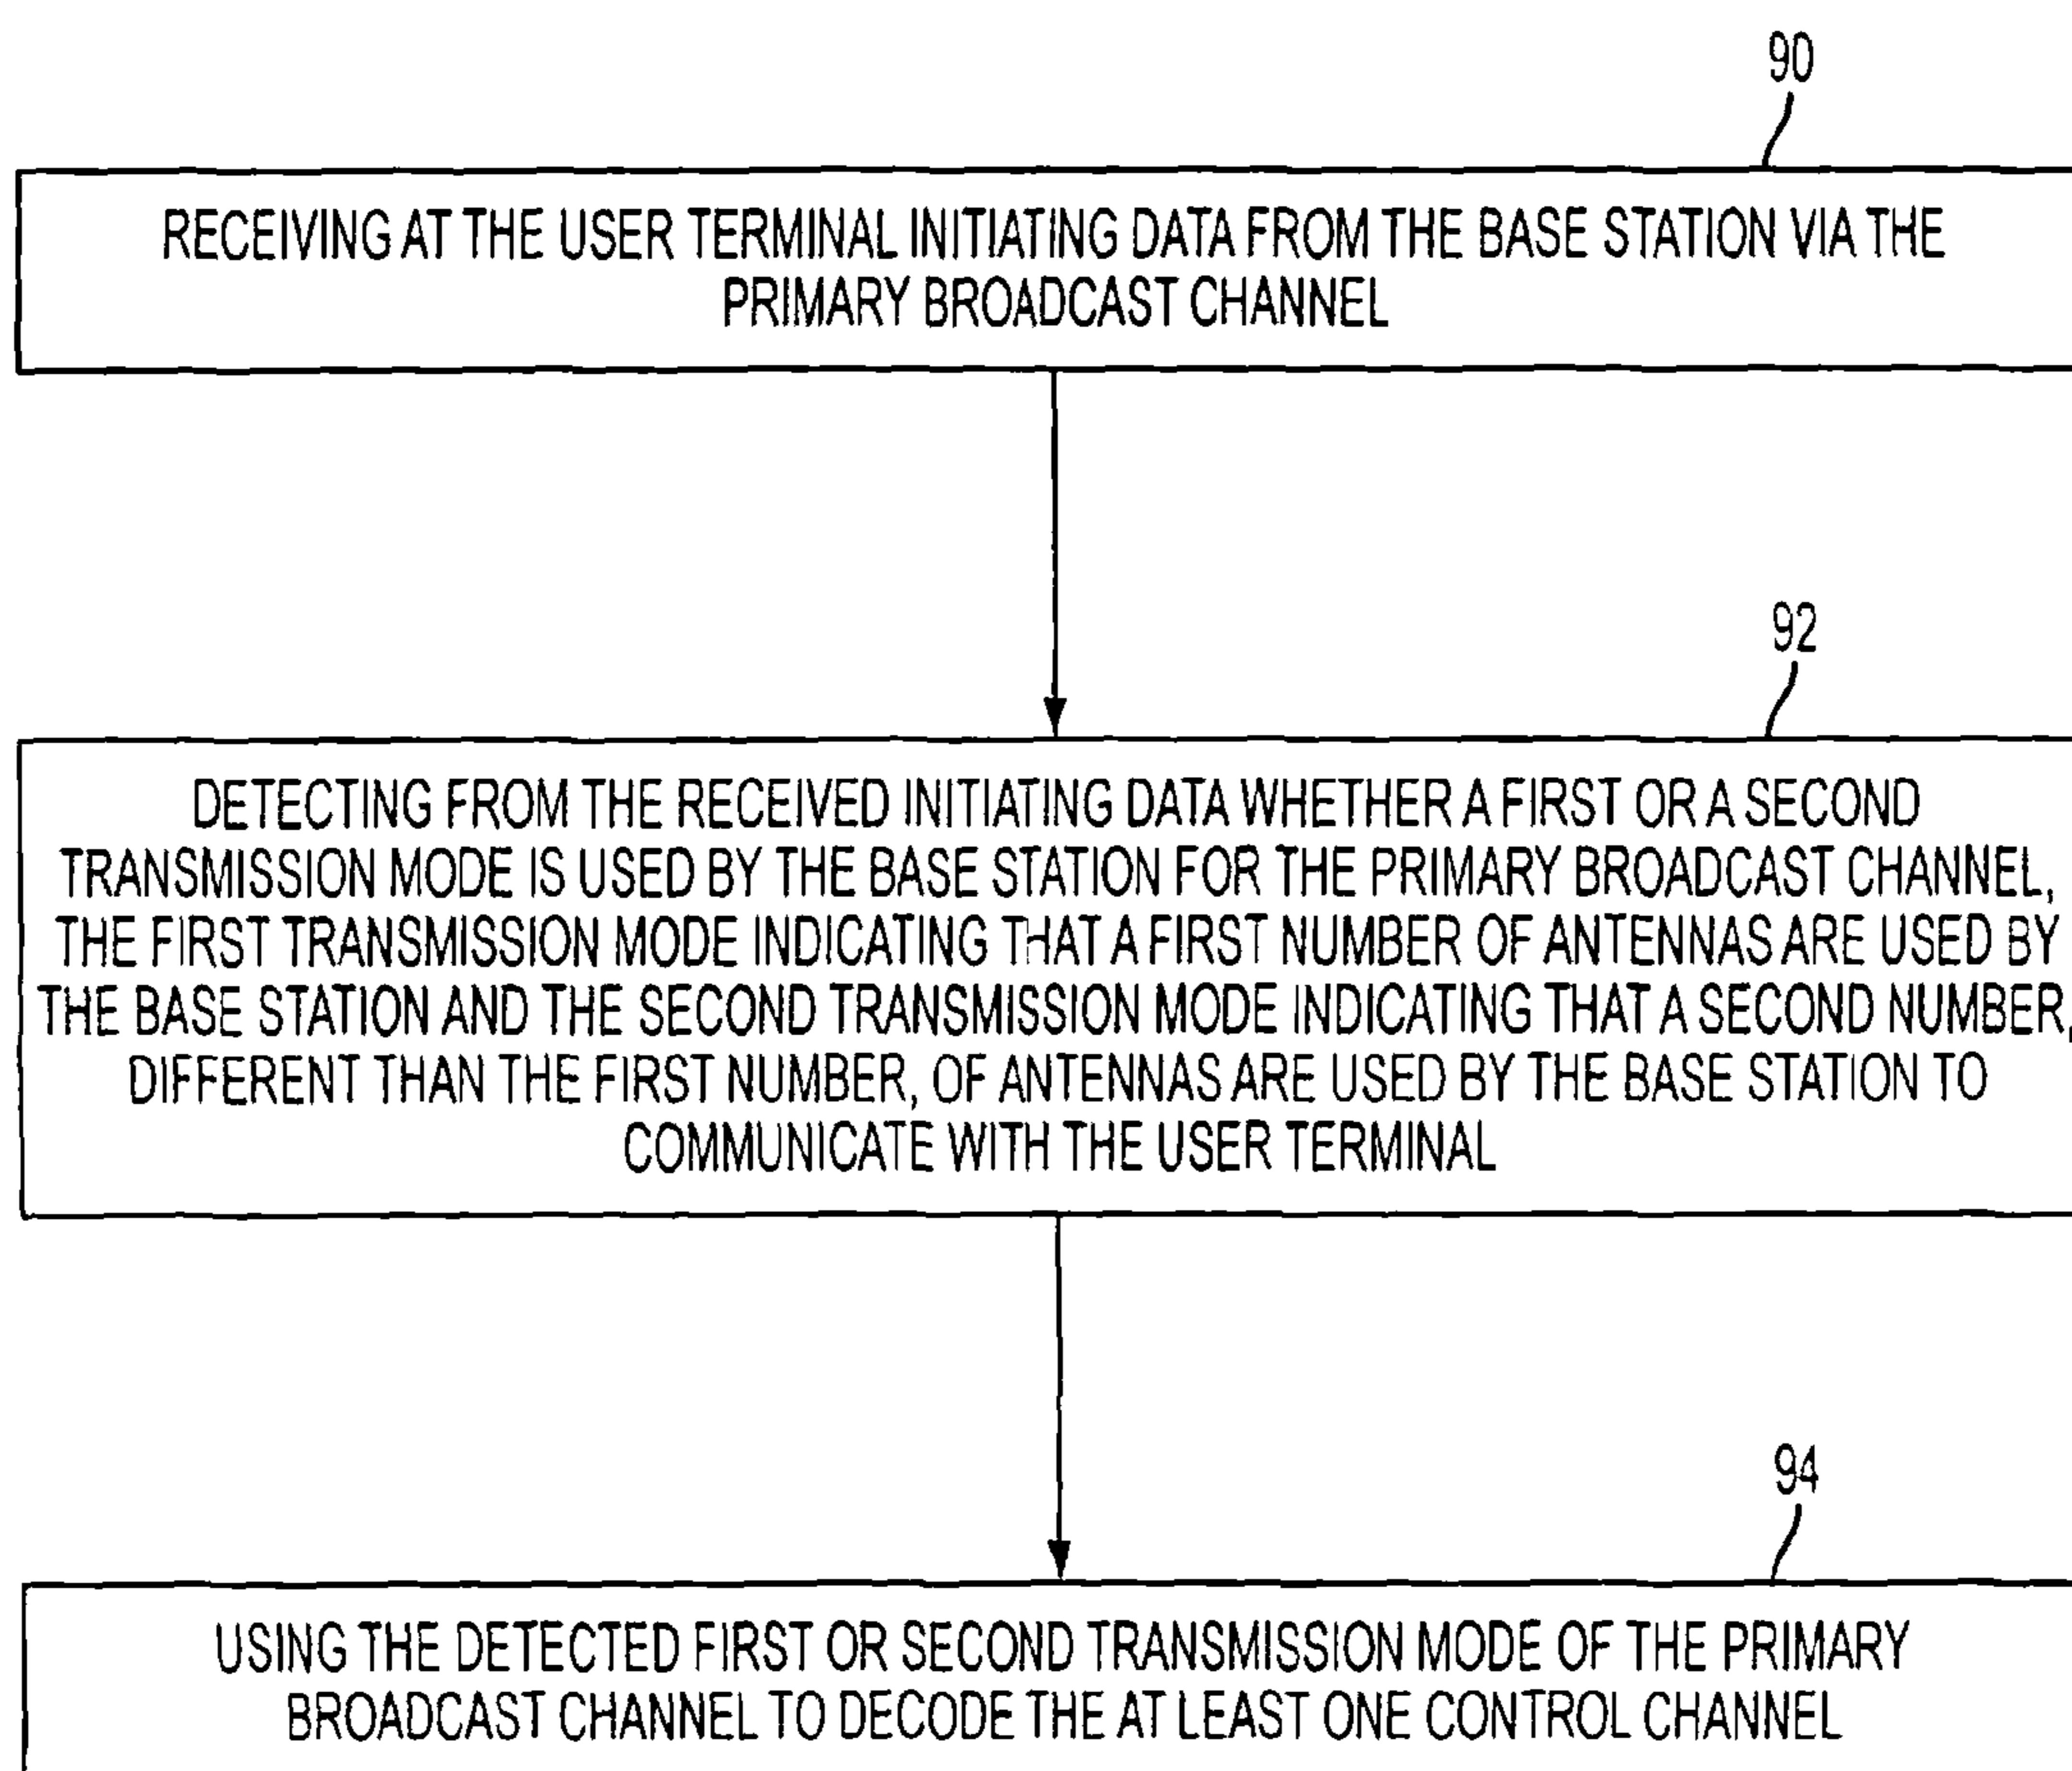 90
RECEIVING AT THE USER TERMINAL INITIATING DATA FROM THE BASE STATION VIA THE
PRIMARY BROADCAST CHANNEL
92
DETECTING FROM THE RECEIVED INITIATING DATA WHETHER A FIRST OR A SECOND
TRANSMISSION MODE IS USED BY THE BASE STATION FOR THE PRIMARY BROADCAST CHANNEL,
THE FIRST TRANSMISSION MODE INDICATING THAT A FIRST NUMBER OF ANTENNAS ARE USED BY
THE BASE STATION AND THE SECOND TRANSMISSION MODE INDICATING THAT A SECOND NUMBER,
DIFFERENT THAN THE FIRST NUMBER, OF ANTENNAS ARE USED BY THE BASE STATION TO
COMMUNICATE WITH THE USER TERMINAL
94
USING THE DETECTED FIRST OR SECOND TRANSMISSION MODE OF THE PRIMARY
BROADCAST CHANNEL TO DECODE THE AT LEAST ONE CONTROL CHANNEL